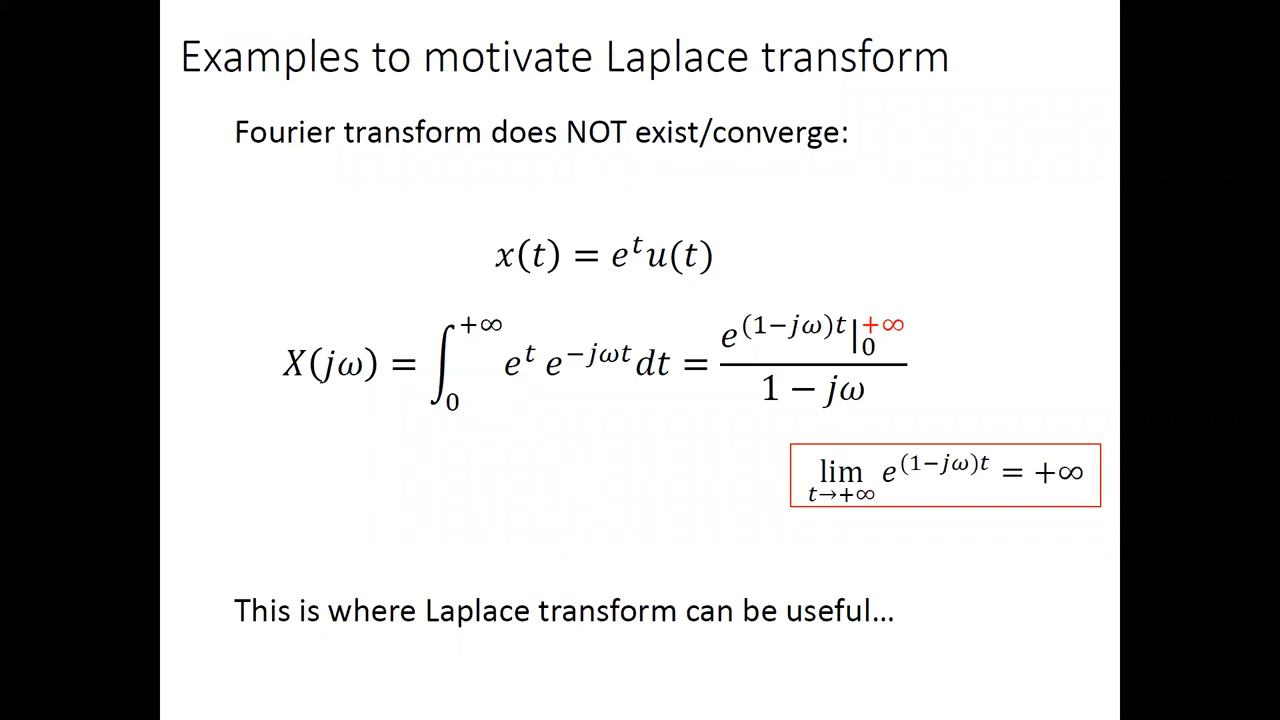 Examples to motivate Laplace transform
Fourier transform does NOT exist/converge:
x(t) = e^t u(t)
X(jω) = ∫_0^{+∞} e^t e^{−jωt} dt = \frac{e^{(1−jω)t}|_0^{+∞}}{1 − jω}
lim_{t→+∞} e^{(1−jω)t} = +∞
This is where Laplace transform can be useful…